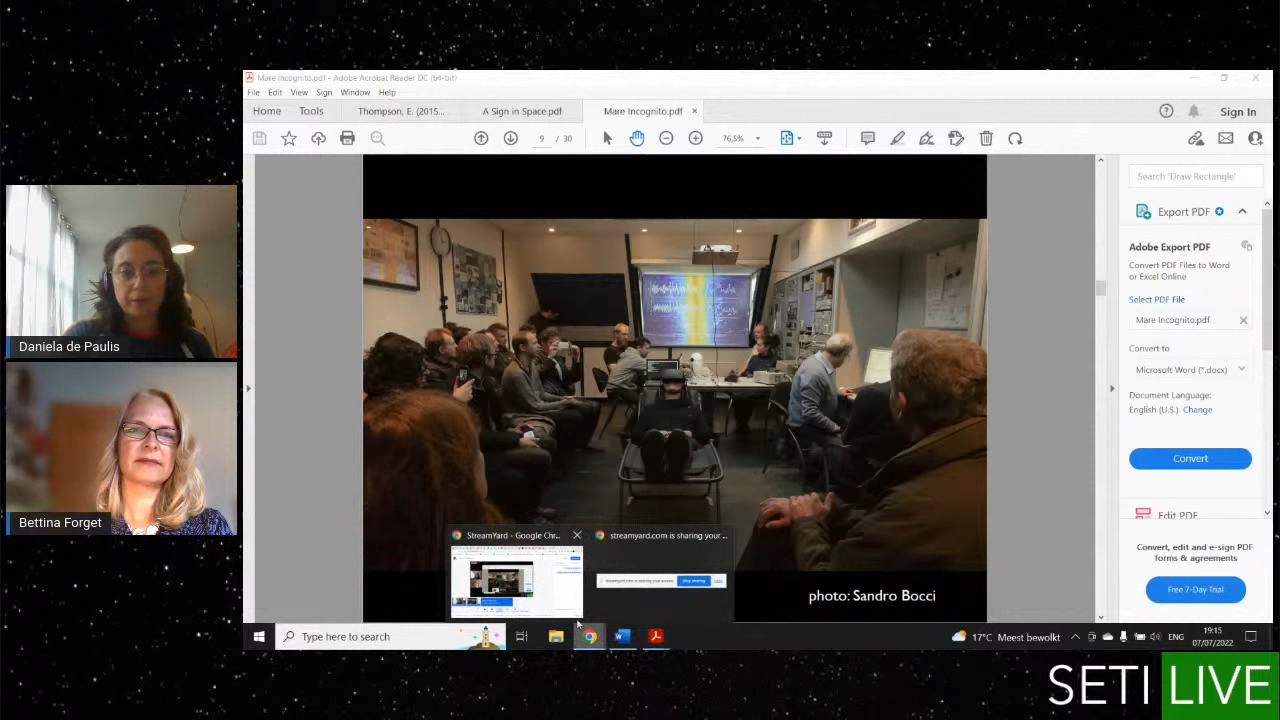 Mare Incognito.pdf - Adobe Acrobat Reader DC (64-bit)
File Edit View Sign Window Help
Home Tools Thompson, E. (2015... A Sign in Space.pdf Mare Incognito.pdf Sign In
9 / 30 76,5%
Search 'Draw Rectangle'
Export PDF
Adobe Export PDF
Convert PDF Files to Word
or Excel Online
Select PDF File
Mare Incognito.pdf
Convert to
Microsoft Word (*.docx)
Document Language:
English (U.S.) Change
Convert
Edit PDF
Convert, edit and e-sign PDF
forms & agreements
Free 7-Day Trial
Daniela de Paulis
Bettina Forget
StreamYard - Google Chr...
streamyard.com is sharing your ...
Stop sharing
photo: Sandro Bocci
Type here to search
17°C Meest bewolkt
ENG
19:15
07/07/2022
SETI LIVE